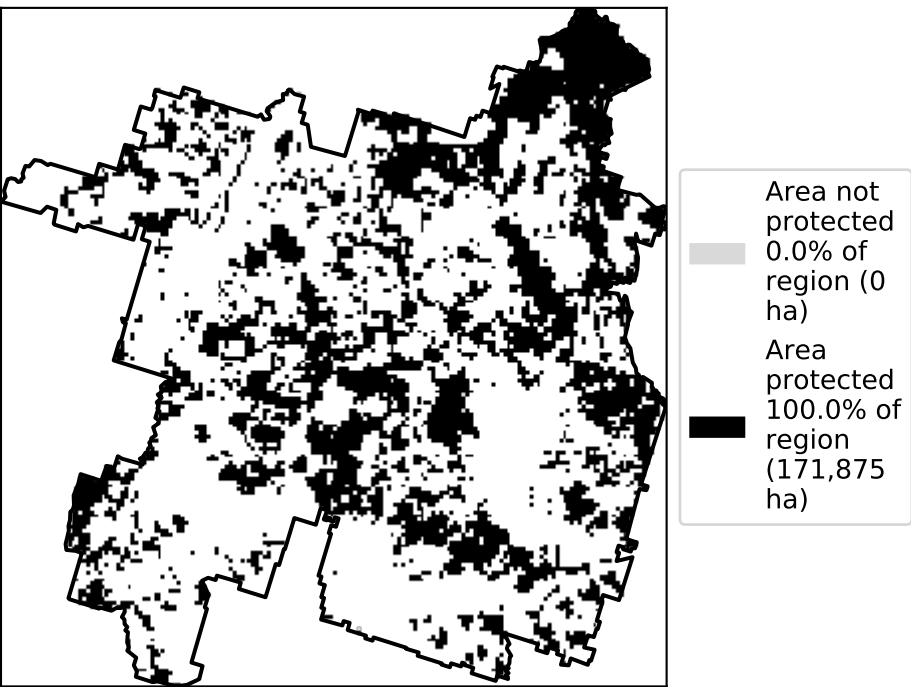 Area not
protected
0.0% of
region (0
ha)
Area
protected
100.0% of
region
(171,875
ha)